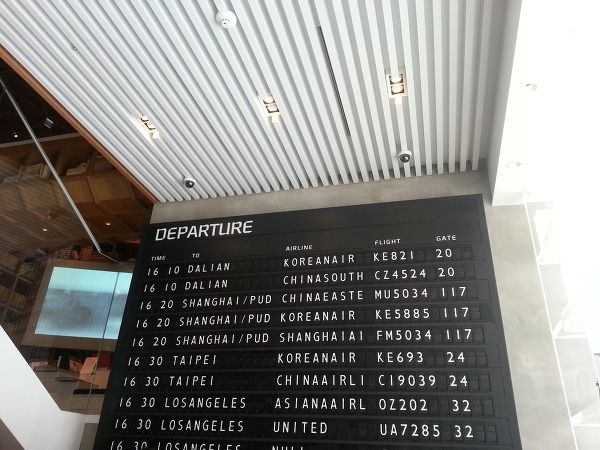 DEPARTURE
TIME TO AIRLINE FLIGHT GATE
16 10 DALIAN KOREANAIR KE821 20
16 10 DALIAN CHINASOUTH CZ4524 20
16 20 SHANGHAI/PUD CHINAEASTE MU5034 117
16 20 SHANGHAI/PUD KOREANAIR KE5885 117
16 20 SHANGHAI/PUD SHANGHAIAI FM5034 117
16 30 TAIPEI KOREANAIR KE693 24
16 30 TAIPEI CHINAAIRLI CI9039 24
16 30 LOSANGELES ASIANAAIRL OZ202 32
16 30 LOSANGELES UNITED UA7285 32
16 30 LOSANGELES